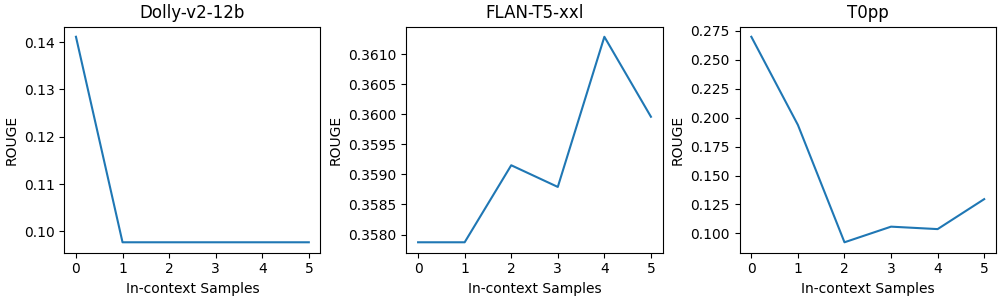 Dolly-v2-12b
0.14
0.13
0.12
0.11
0.10
ROUGE
0 1 2 3 4 5
In-context Samples
FLAN-T5-xxl
0.3610
0.3605
0.3600
0.3595
0.3590
0.3585
0.3580
ROUGE
0 1 2 3 4 5
In-context Samples
T0pp
0.275
0.250
0.225
0.200
0.175
0.150
0.125
0.100
ROUGE
0 1 2 3 4 5
In-context Samples